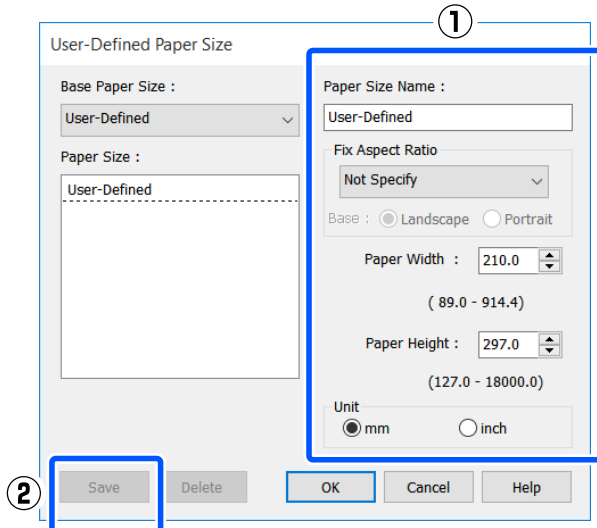 ①
User-Defined Paper Size
Base Paper Size :
User-Defined
Paper Size :
User-Defined
Paper Size Name :
User-Defined
Fix Aspect Ratio
Not Specify
Base : Landscape Portrait
Paper Width : 210.0
( 89.0 - 914.4)
Paper Height : 297.0
(127.0 - 18000.0)
Unit
mm inch
②
Save Delete OK Cancel Help